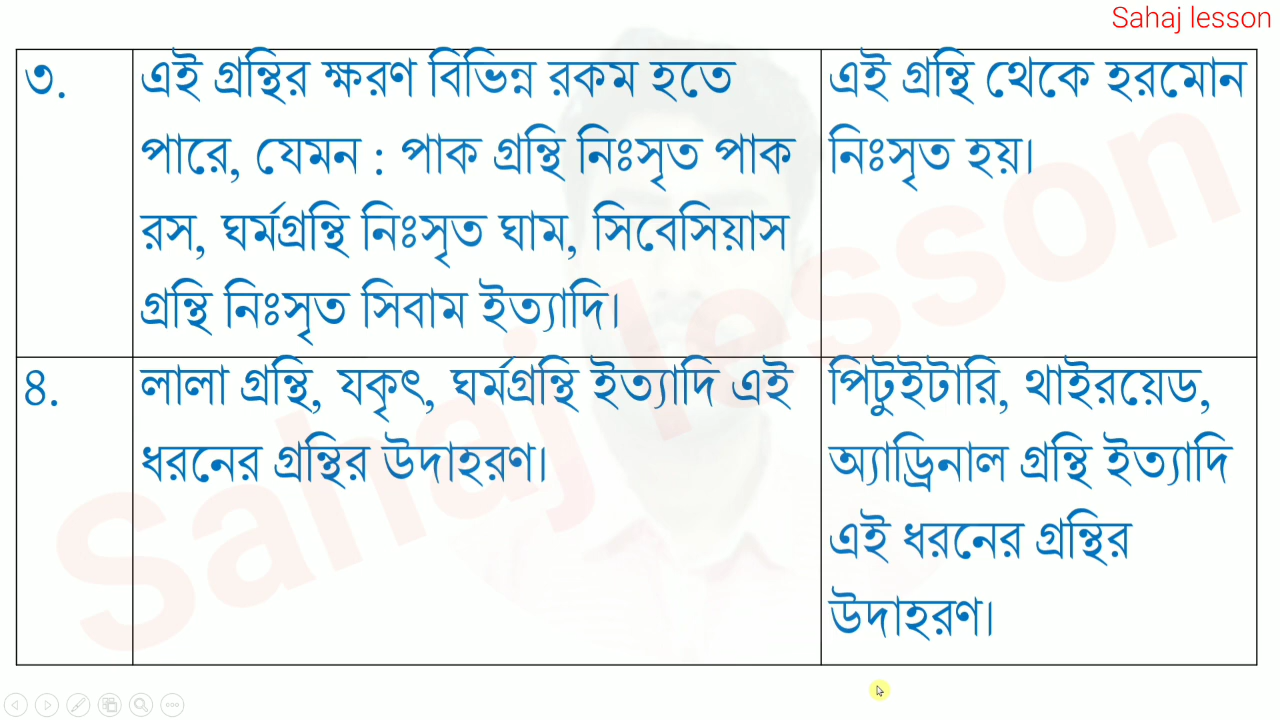 Sahaj lesson
৩.
এই গ্রন্থির ক্ষরণ বিভিন্ন রকম হতে
পারে, যেমন : পাক গ্রন্থি নিঃসৃত পাক
রস, ঘর্মগ্রন্থি নিঃসৃত ঘাম, সিবেসিয়াস
গ্রন্থি নিঃসৃত সিবাম ইত্যাদি।
এই গ্রন্থি থেকে হরমোন
নিঃসৃত হয়।
৪.
লালা গ্রন্থি, যকৃৎ, ঘর্মগ্রন্থি ইত্যাদি এই
ধরনের গ্রন্থির উদাহরণ।
পিটুইটারি, থাইরয়েড,
অ্যাড্রিনাল গ্রন্থি ইত্যাদি
এই ধরনের গ্রন্থির
উদাহরণ।
Sahaj lesson